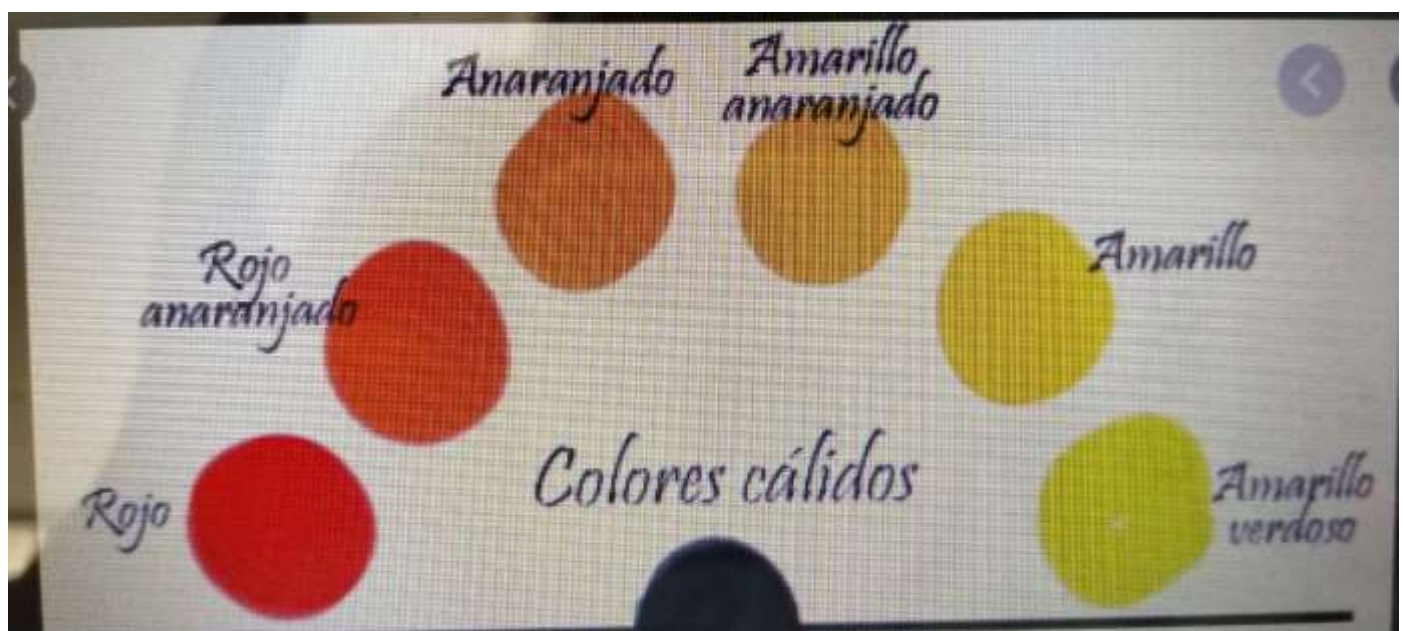 Anaranjado
Amarillo
anaranjado
Rojo
anaranjado
Amarillo
Colores cálidos
Rojo
Amarillo
verdoso